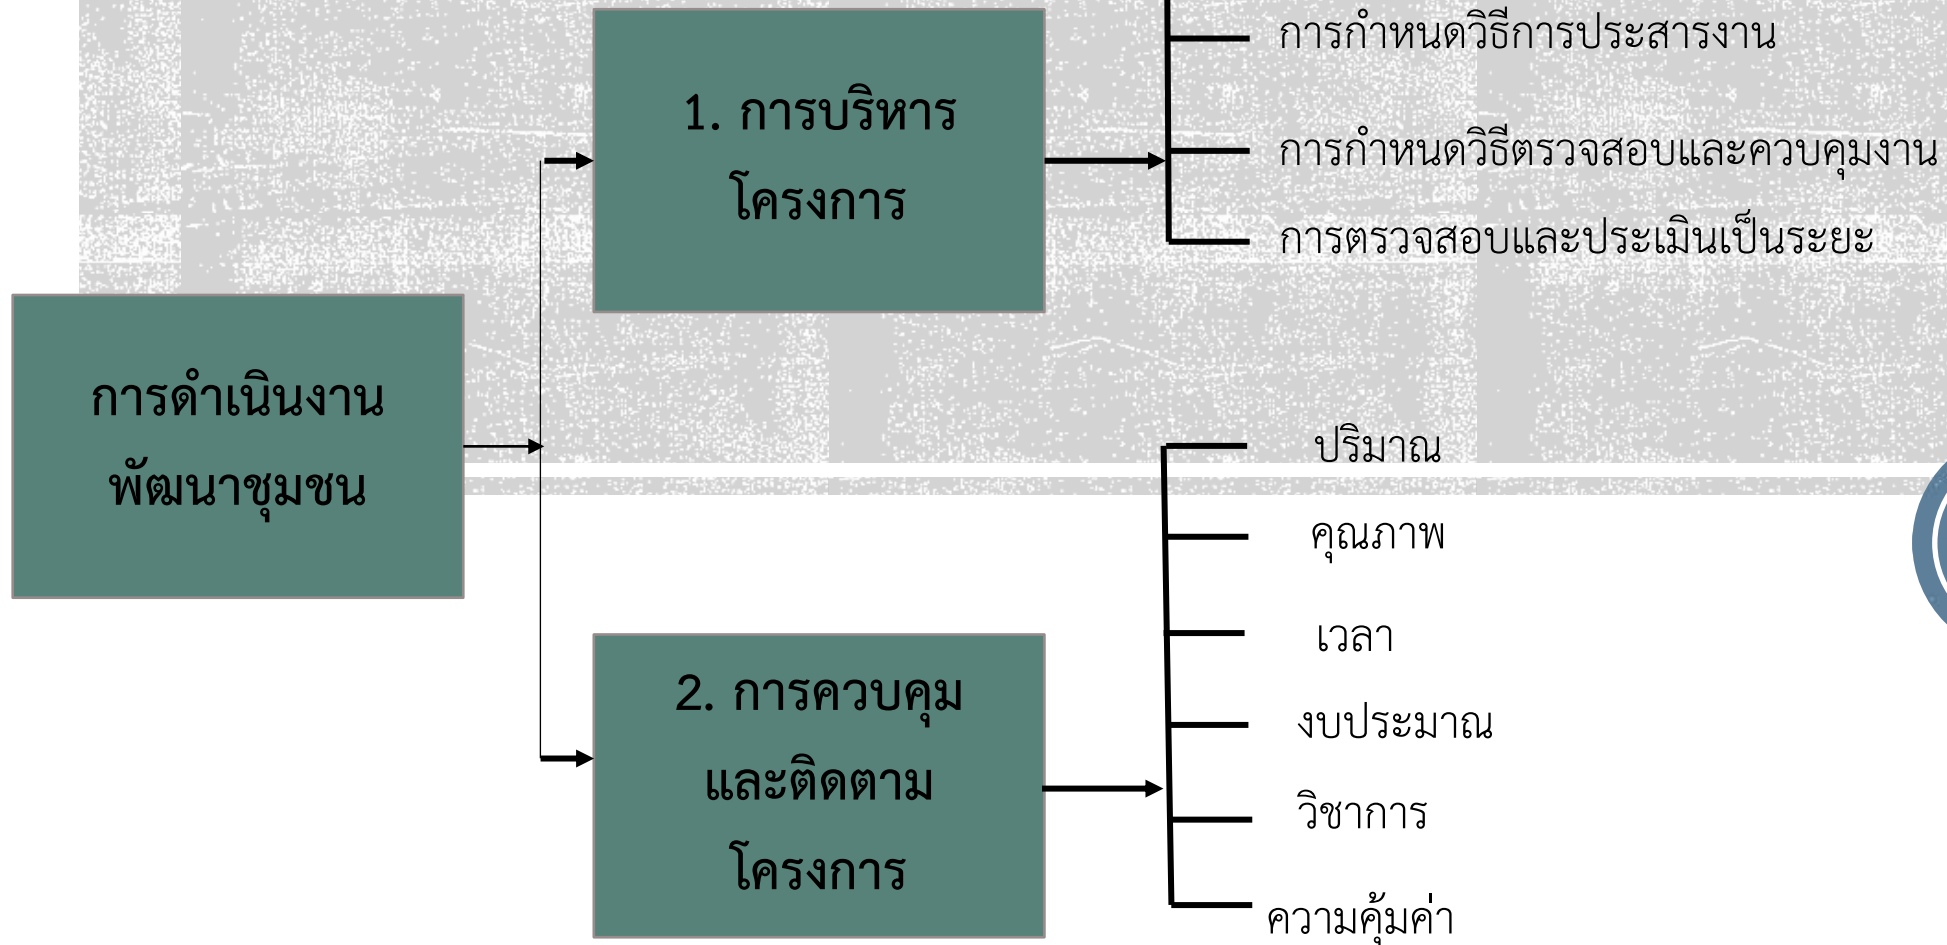 การกำหนดวิธีการประสารงาน
1. การบริหาร
โครงการ
การกำหนดวิธีตรวจสอบและควบคุมงาน
การตรวจสอบและประเมินเป็นระยะ
การดำเนินงาน
พัฒนาชุมชน
ปริมาณ
คุณภาพ
เวลา
2. การควบคุม
และติดตาม
โครงการ
งบประมาณ
วิชาการ
ความคุ้มค่า